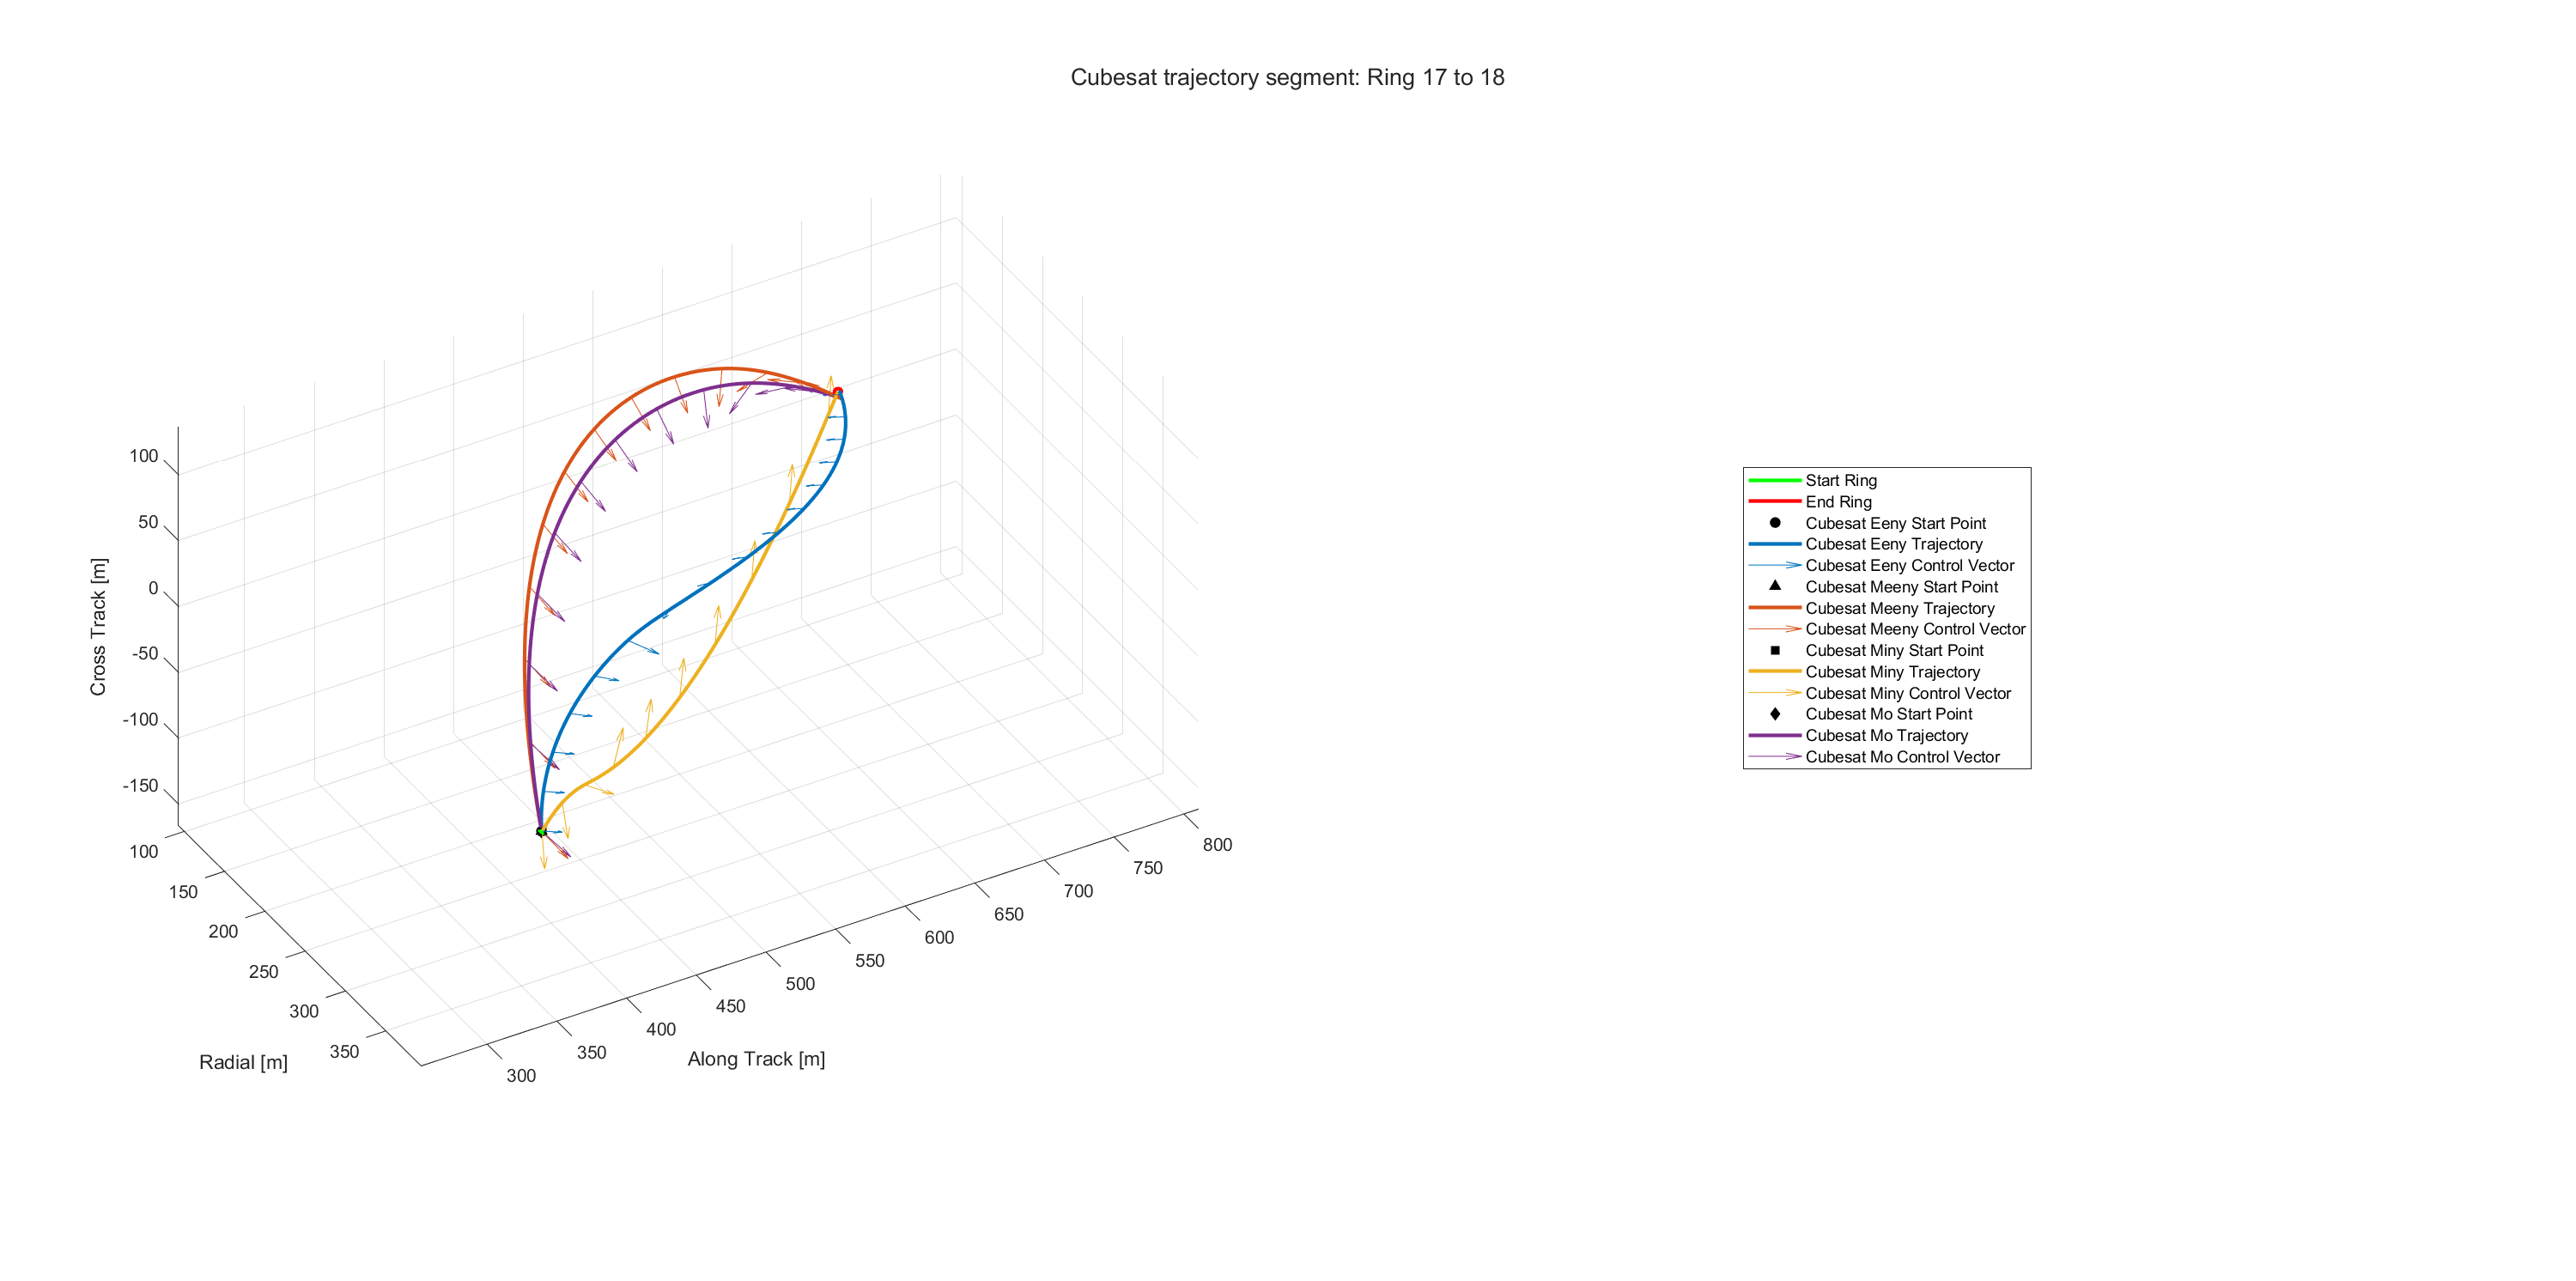 Cubesat trajectory segment: Ring 17 to 18
100
50
0
-50
-100
-150
Cross Track [m]
100
150
200
250
300
350
Radial [m]
300
350
400
450
500
550
600
650
700
750
800
Along Track [m]
Start Ring
End Ring
Cubesat Eeny Start Point
Cubesat Eeny Trajectory
Cubesat Eeny Control Vector
Cubesat Meeny Start Point
Cubesat Meeny Trajectory
Cubesat Meeny Control Vector
Cubesat Miny Start Point
Cubesat Miny Trajectory
Cubesat Miny Control Vector
Cubesat Mo Start Point
Cubesat Mo Trajectory
Cubesat Mo Control Vector